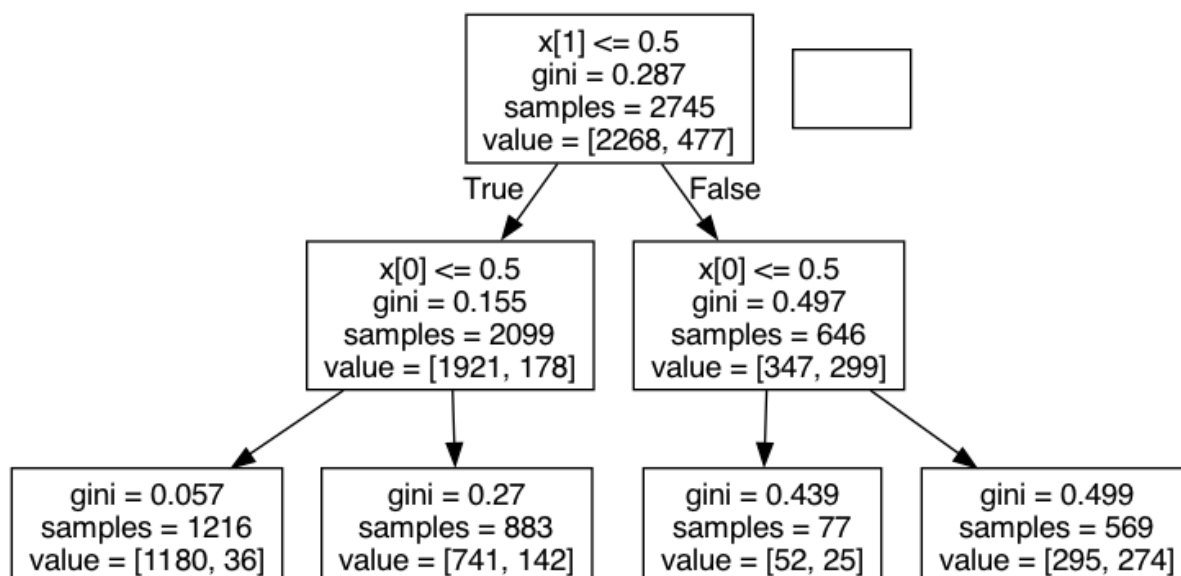 x[1] <= 0.5
gini = 0.287
samples = 2745
value = [2268, 477]
True
False
x[0] <= 0.5
gini = 0.155
samples = 2099
value = [1921, 178]
x[0] <= 0.5
gini = 0.497
samples = 646
value = [347, 299]
gini = 0.057
samples = 1216
value = [1180, 36]
gini = 0.27
samples = 883
value = [741, 142]
gini = 0.439
samples = 77
value = [52, 25]
gini = 0.499
samples = 569
value = [295, 274]